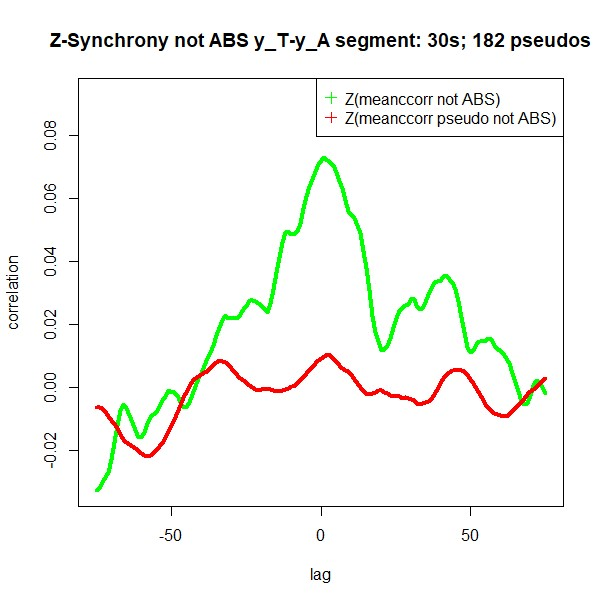 Z-Synchrony not ABS y_T-y_A segment: 30s; 182 pseudos
Z(meanccorr not ABS)
Z(meanccorr pseudo not ABS)
correlation
0.08
0.06
0.04
0.02
0.00
-0.02
-50
0
50
lag